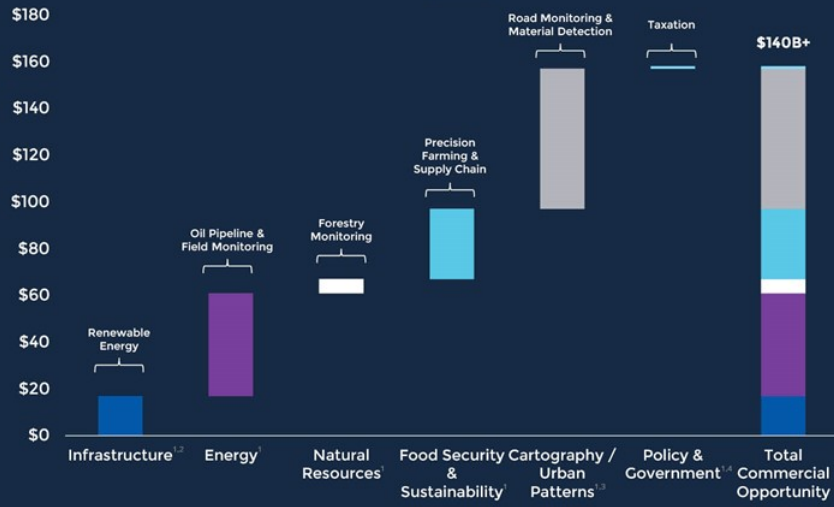 $180
$160
$140
$120
$100
$80
$60
$40
$20
$0
Renewable
Energy
Oil Pipeline &
Field Monitoring
Forestry
Monitoring
Precision
Farming &
Supply Chain
Road Monitoring &
Material Detection
Taxation
$140B+
Infrastructure1,2
Energy1
Natural
Resources1
Food Security
&
Sustainability1
Cartography /
Urban
Patterns1,3
Policy &
Government1,4
Total
Commercial
Opportunity